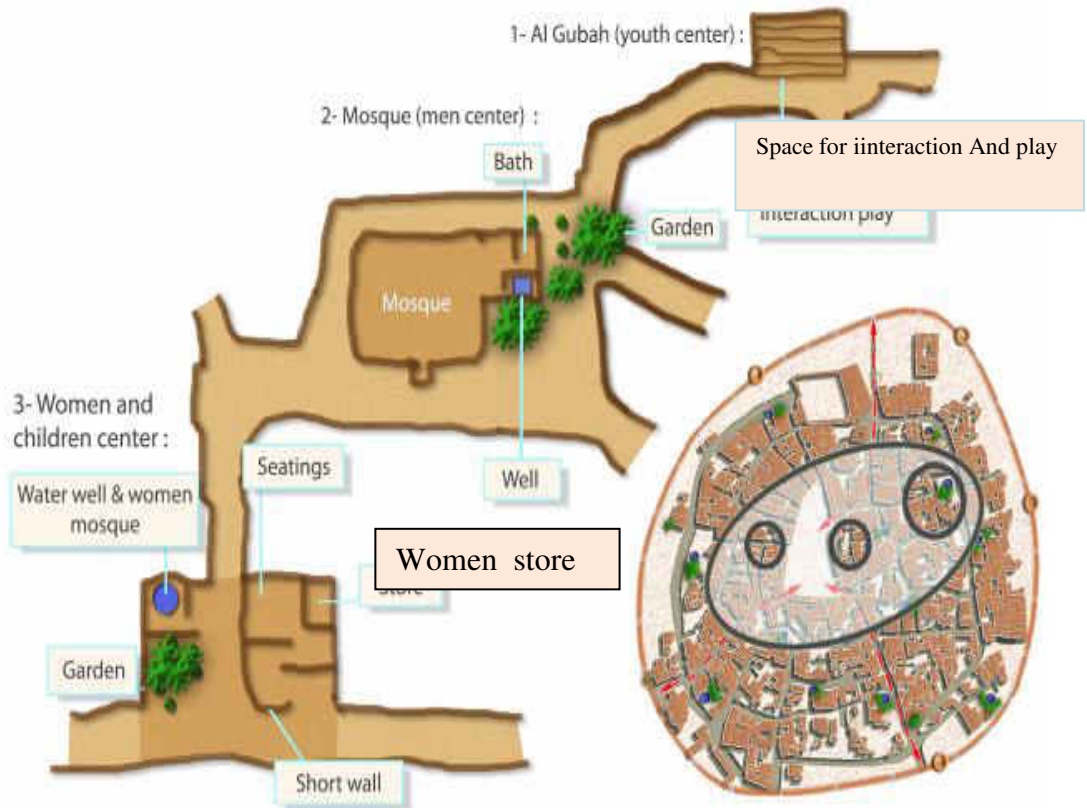 1- Al Gubah (youth center) :
Space for iinteraction And play
interaction play
2- Mosque (men center) :
Bath
Garden
Mosque
Well
3- Women and
children center :
Seatings
Water well & women
mosque
Women store
Store
Garden
Short wall